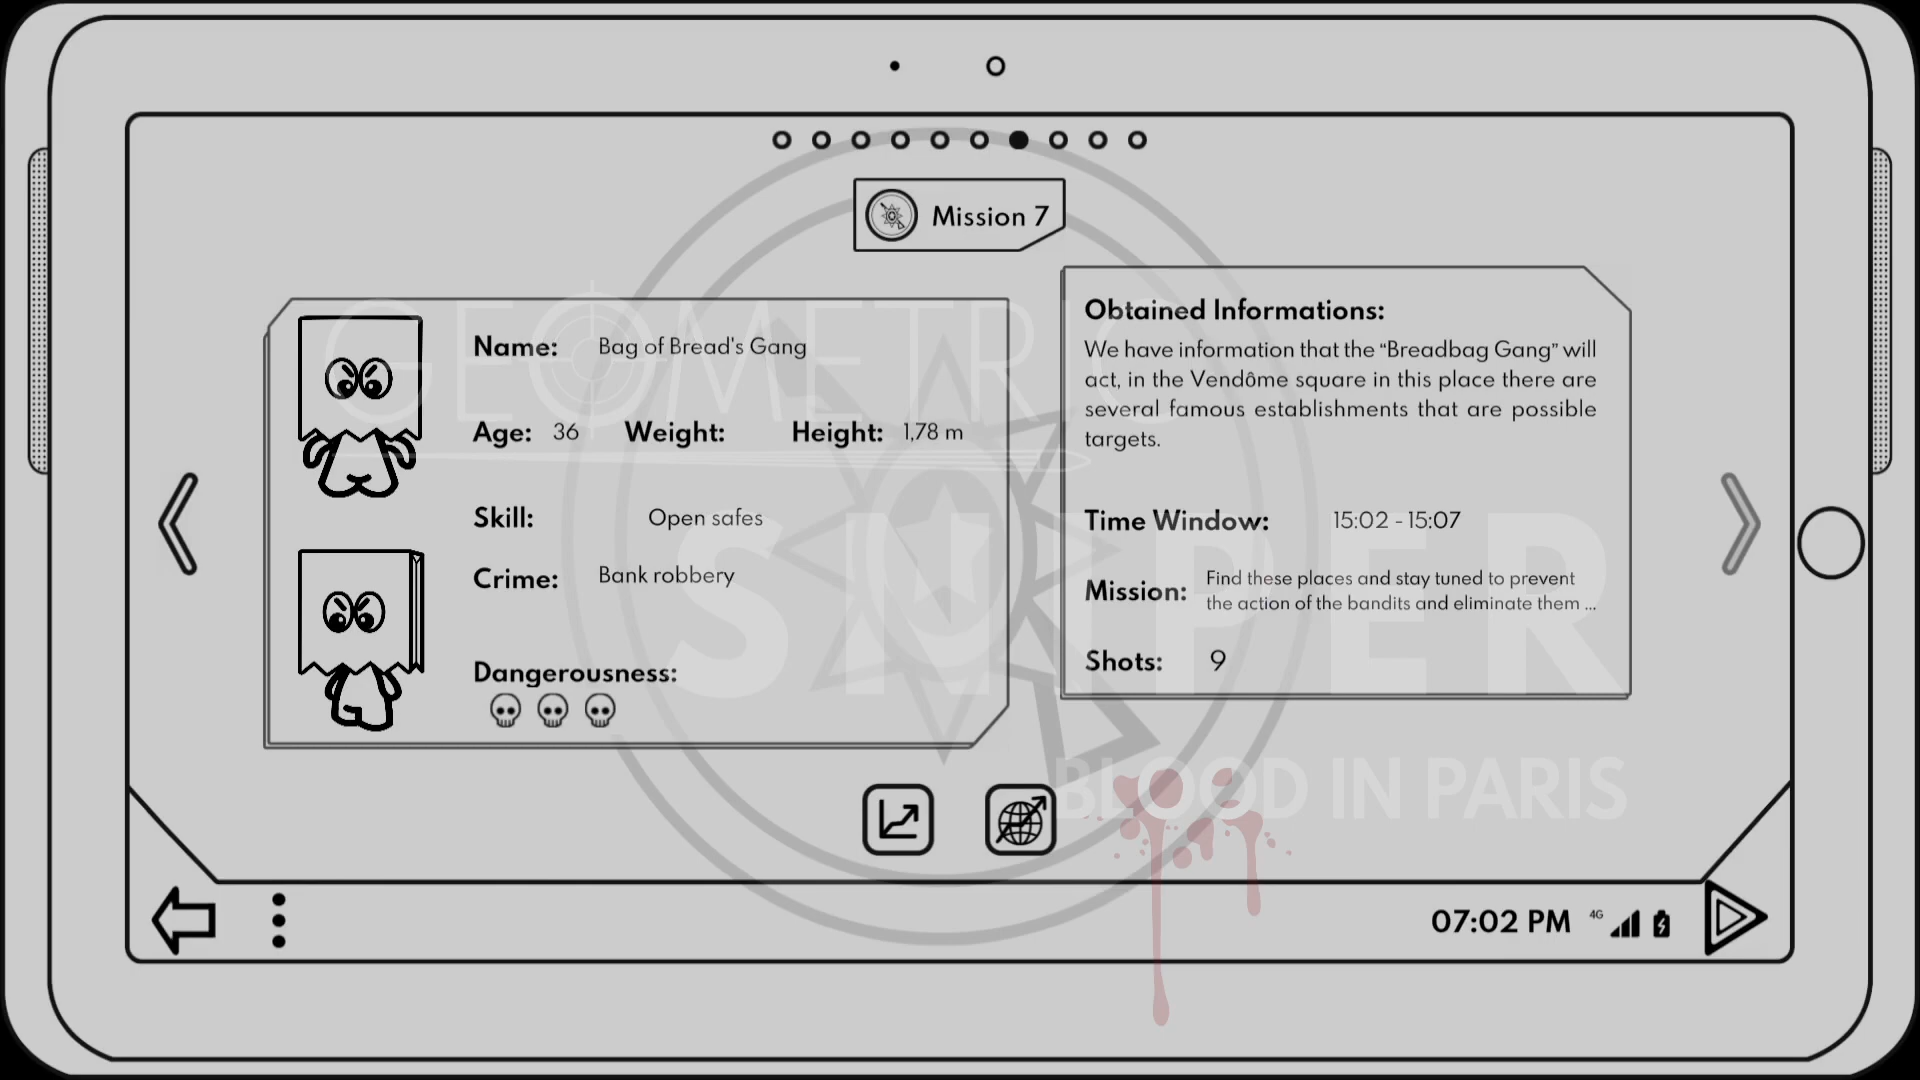 Mission 7
GEOMETRIC
SNIPER
BLOOD IN PARIS
Name: Bag of Bread's Gang
Age: 36 Weight: Height: 1,78 m
Skill: Open safes
Crime: Bank robbery
Dangerousness:
Obtained Informations:
We have information that the “Breadbag Gang” will
act, in the Vendôme square in this place there are
several famous establishments that are possible
targets.
Time Window: 15:02 - 15:07
Mission: Find these places and stay tuned to prevent
the action of the bandits and eliminate them ...
Shots: 9
07:02 PM 4G